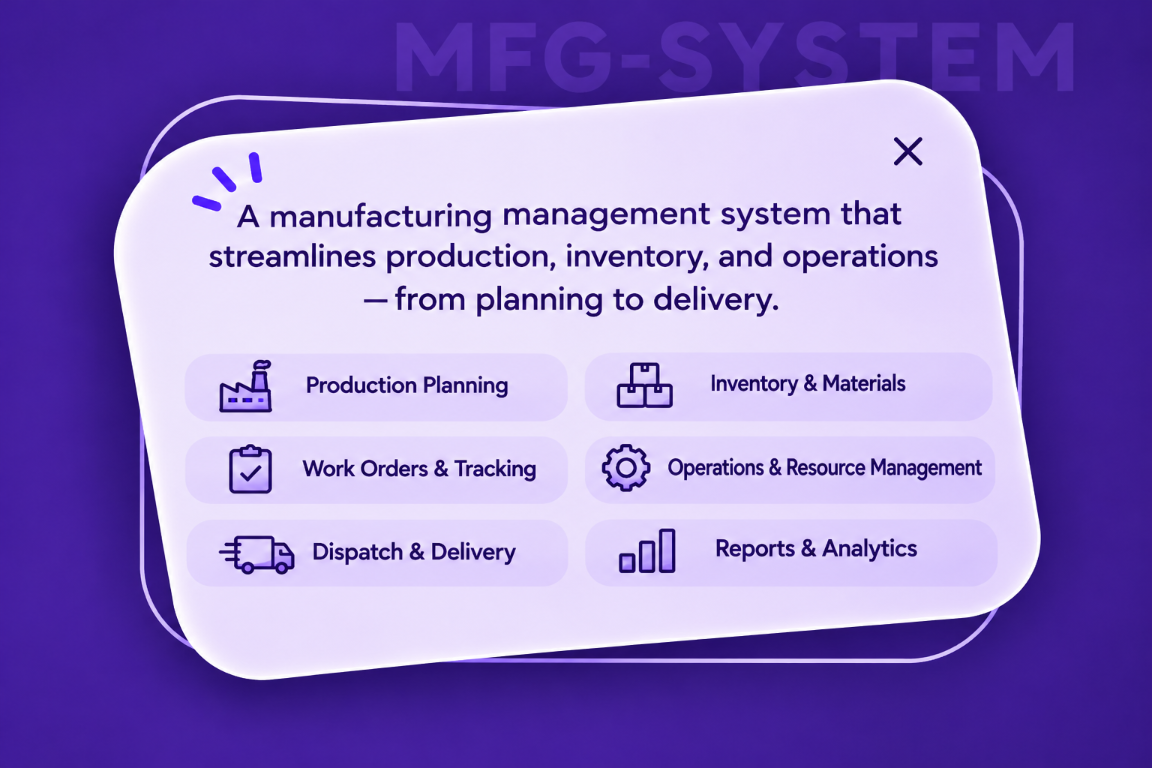 MFG-SYSTEM
A manufacturing management system that
streamlines production, inventory, and operations
— from planning to delivery.
Production Planning
Inventory & Materials
Work Orders & Tracking
Operations & Resource Management
Dispatch & Delivery
Reports & Analytics